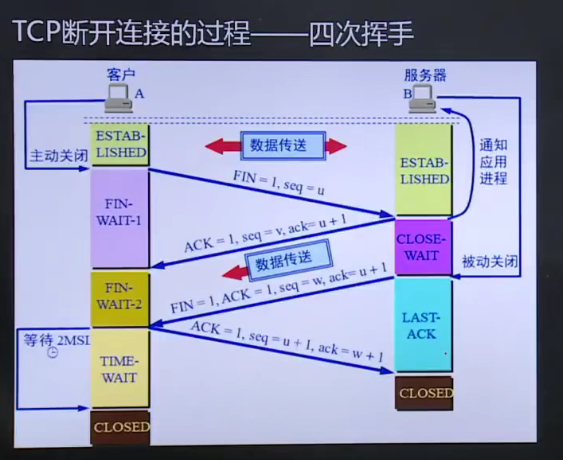 TCP断开连接的过程——四次挥手
客户
A
服务器
B
主动关闭
ESTAB-
LISHED
数据传送
ESTAB-
LISHED
通知
应用
进程
FIN = 1, seq = u
FIN-
WAIT-1
ACK = 1, seq = v, ack= u + 1
CLOSE-
WAIT
数据传送
被动关闭
FIN-
WAIT-2
FIN = 1, ACK = 1, seq = w, ack= u + 1
LAST-
ACK
等待 2MSL
ACK = 1, seq = u + 1, ack = w + 1
TIME-
WAIT
CLOSED
CLOSED